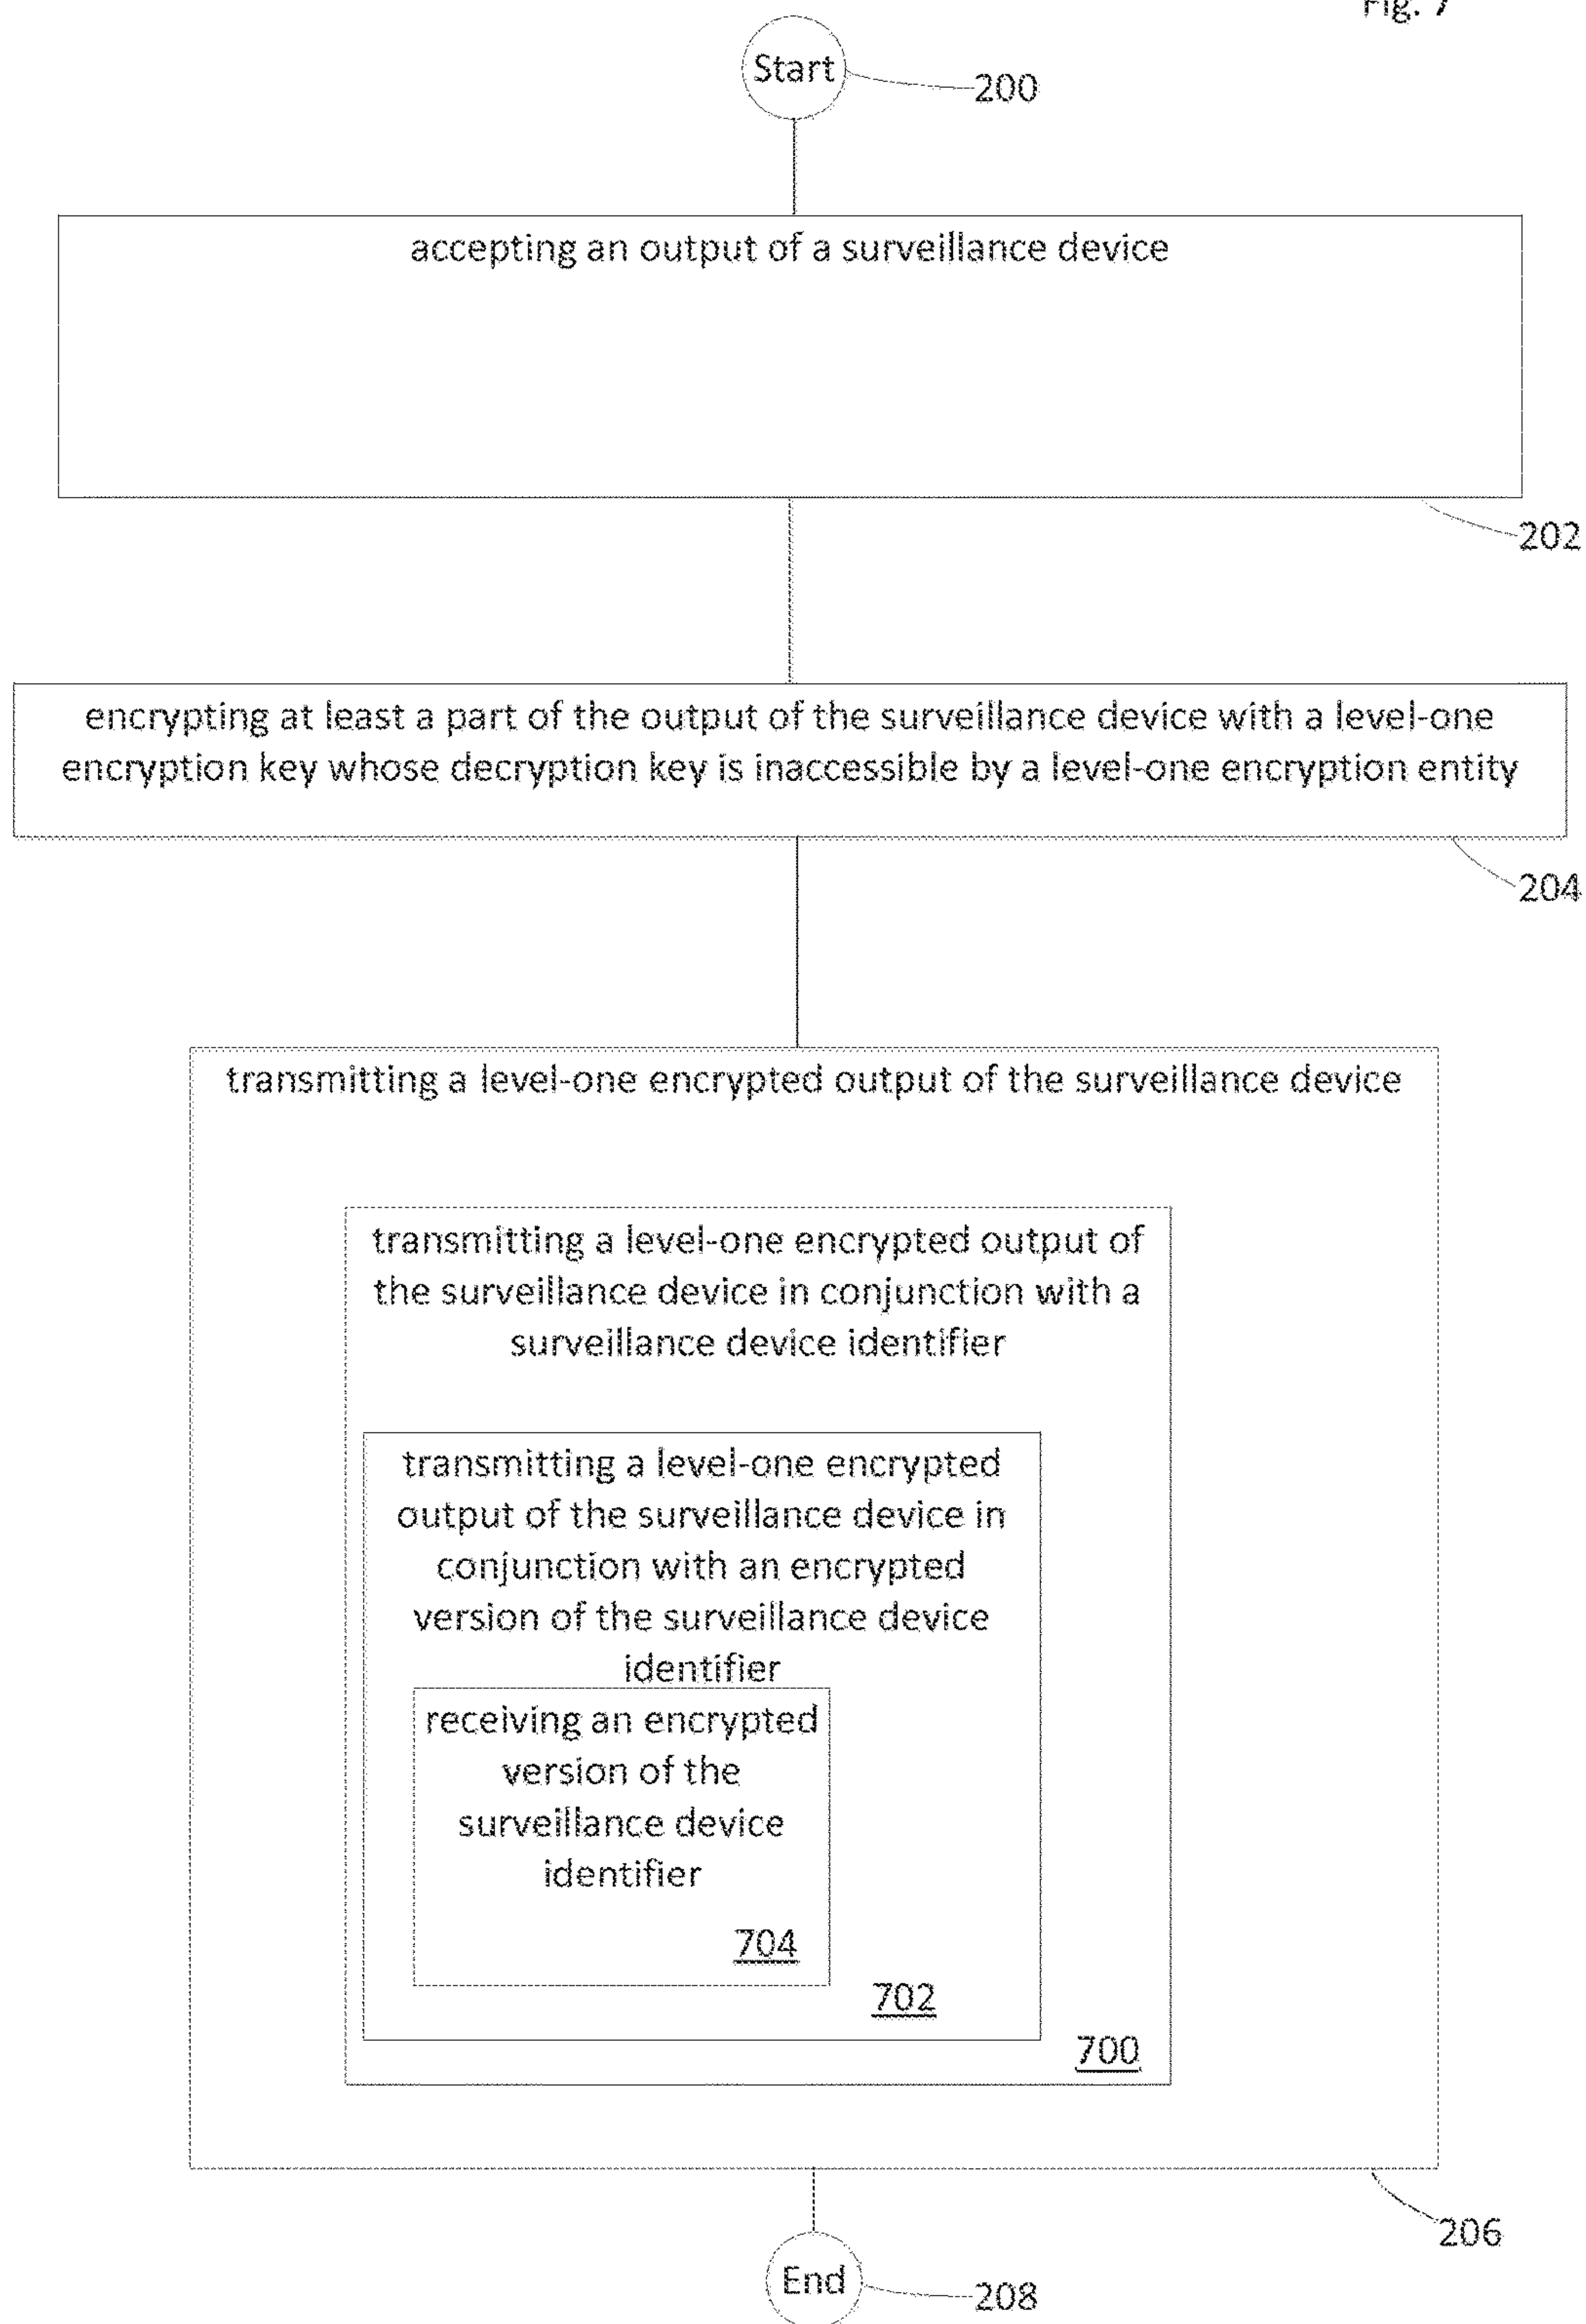 Fig. 7
Start
200
accepting an output of a surveillance device
202
encrypting at least a part of the output of the surveillance device with a level-one
encryption key whose decryption key is inaccessible by a level-one encryption entity
204
transmitting a level-one encrypted output of the surveillance device
transmitting a level-one encrypted output of
the surveillance device in conjunction with a
surveillance device identifier
transmitting a level-one encrypted
output of the surveillance device in
conjunction with an encrypted
version of the surveillance device
identifier
receiving an encrypted
version of the
surveillance device
identifier
704
702
700
206
End
208